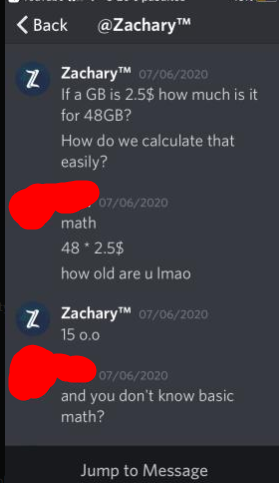 Back
@Zachary™
Zachary™ 07/06/2020
If a GB is 2.5$ how much is it
for 48GB?
How do we calculate that
easily?
07/06/2020
math
48 * 2.5$
how old are u lmao
Zachary™ 07/06/2020
15 o.o
07/06/2020
and you don't know basic
math?
Jump to Message